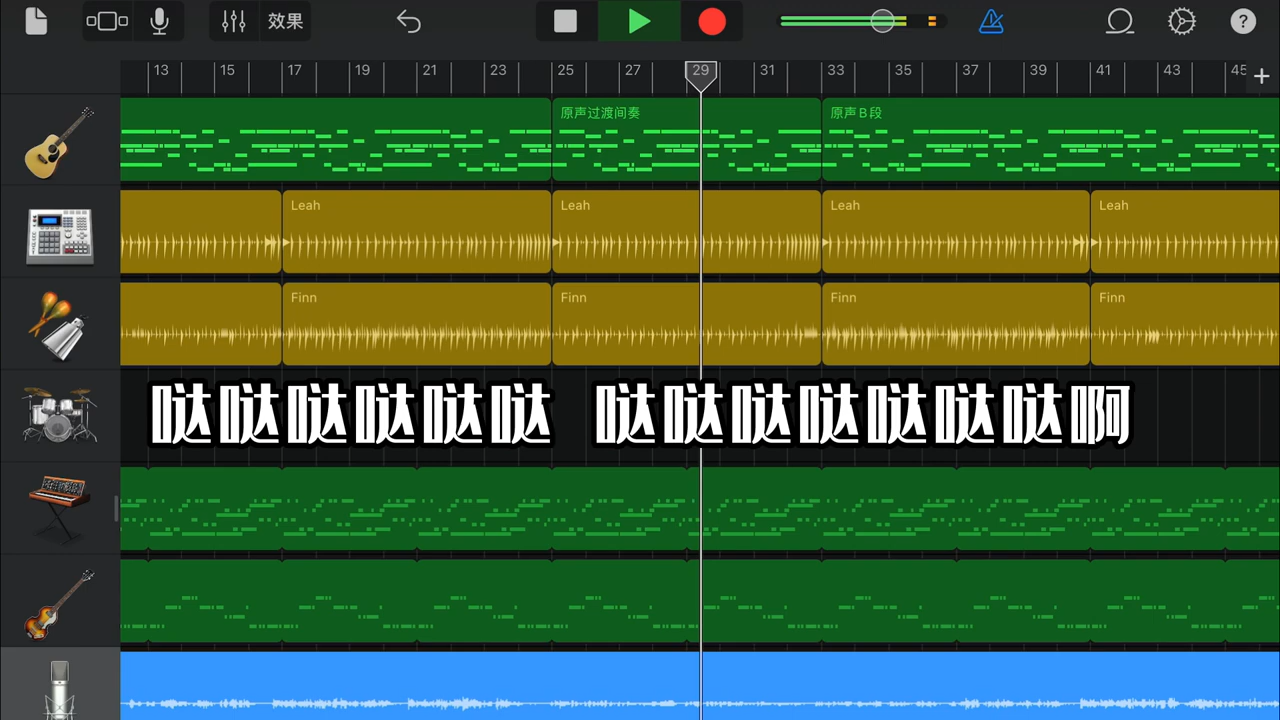 效果
13 15 17 19 21 23 25 27 29 31 33 35 37 39 41 43 45 +
原声过渡间奏 原声B段
Leah Leah Leah Leah
Finn Finn Finn Finn
哒哒哒哒哒哒 哒哒哒哒哒哒哒啊